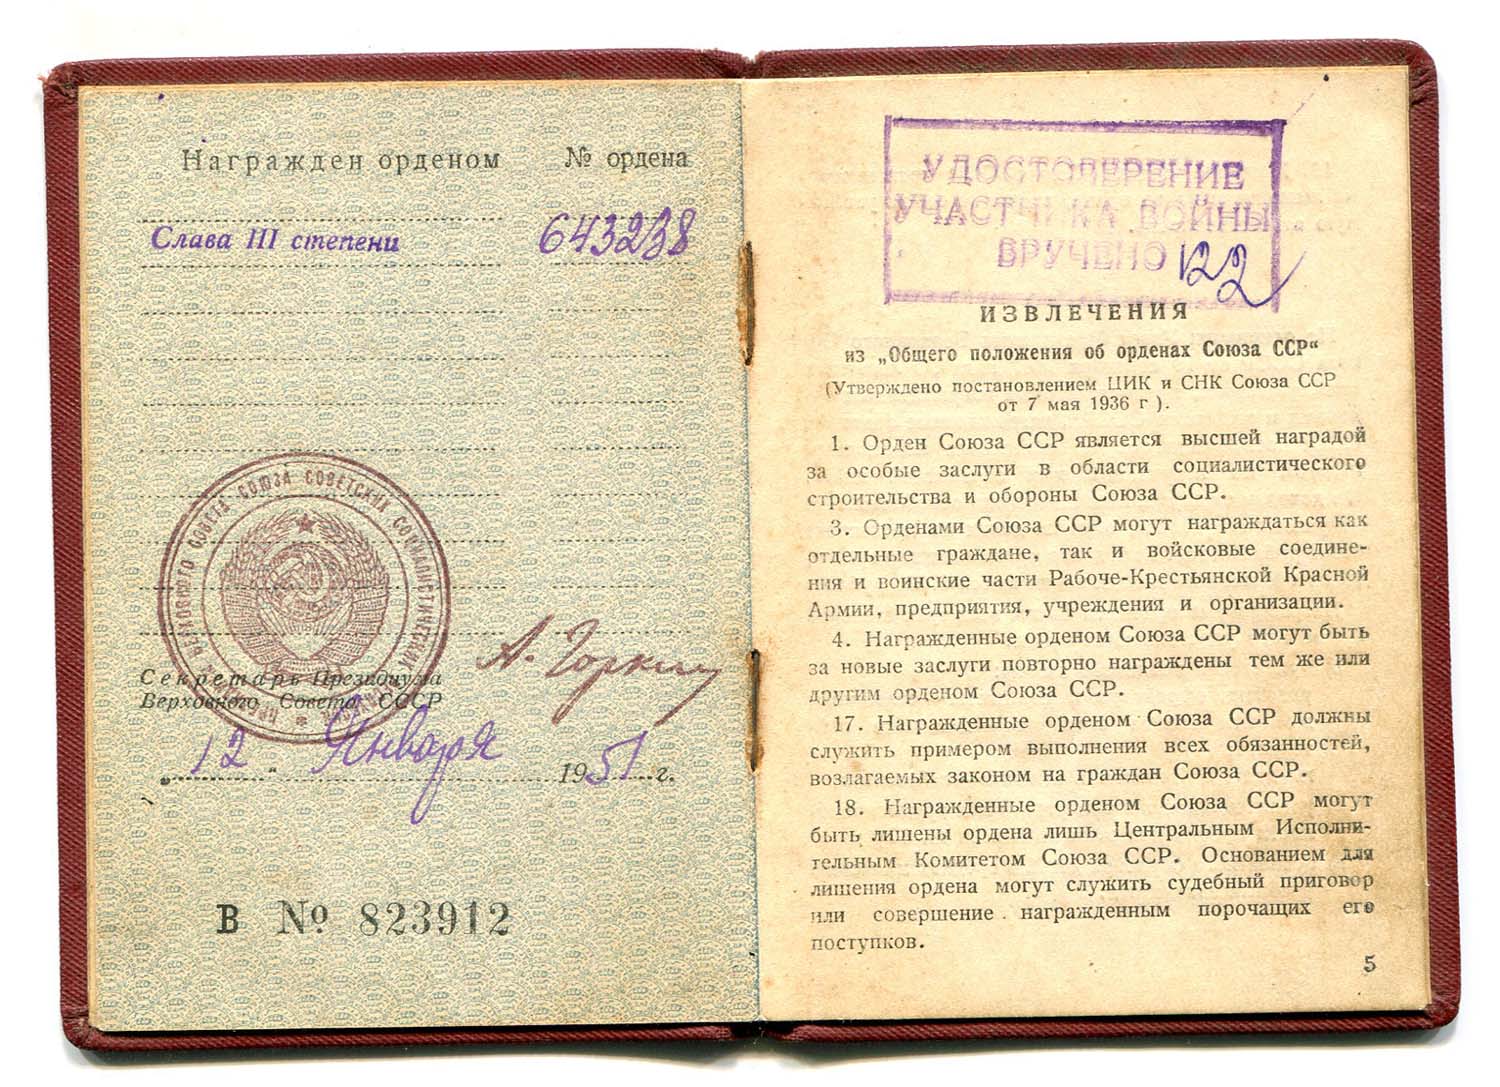 Награжден орденом № ордена
Слава III степени 643238
СОЮЗА СОВЕТСКИХ СОЦИАЛИСТИЧЕСКИХ
ВЕРХОВНОГО СОВЕТА
Секретарь Президиума
Верховного Совета СССР
А. Горкин
„12“ Января 1951 г.
В № 823912
УДОСТОВЕРЕНИЕ
УЧАСТНИКА ВОЙНЫ
ВРУЧЕНО
ИЗВЛЕЧЕНИЯ
из „Общего положения об орденах Союза ССР“
(Утверждено постановлением ЦИК и СНК Союза ССР
от 7 мая 1936 г ).
1. Орден Союза ССР является высшей наградой
за особые заслуги в области социалистического
строительства и обороны Союза ССР.
3. Орденами Союза ССР могут награждаться как
отдельные граждане, так и войсковые соедине-
ния и воинские части Рабоче-Крестьянской Красной
Армии, предприятия, учреждения и организации.
4. Награжденные орденом Союза ССР могут быть
за новые заслуги повторно награждены тем же или
другим орденом Союза ССР.
17. Награжденные орденом Союза ССР должны
служить примером выполнения всех обязанностей,
возлагаемых законом на граждан Союза ССР.
18. Награжденные орденом Союза ССР могут
быть лишены ордена лишь Центральным Исполни-
тельным Комитетом Союза ССР. Основанием для
лишения ордена могут служить судебный приговор
или совершение награжденным порочащих его
поступков.
5